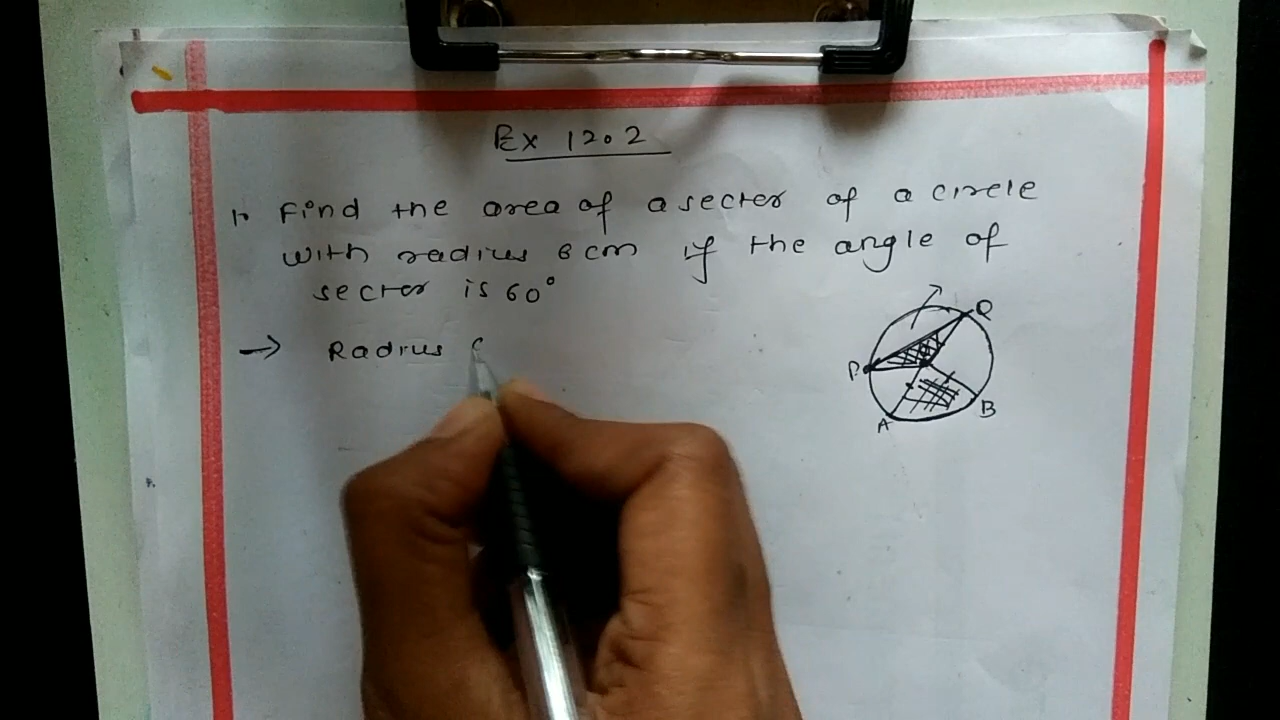 Ex 12.2
1. Find the area of a sector of a circle
with radius 6 cm if the angle of
sector is 60°
→ Radius
Q
P
B
A